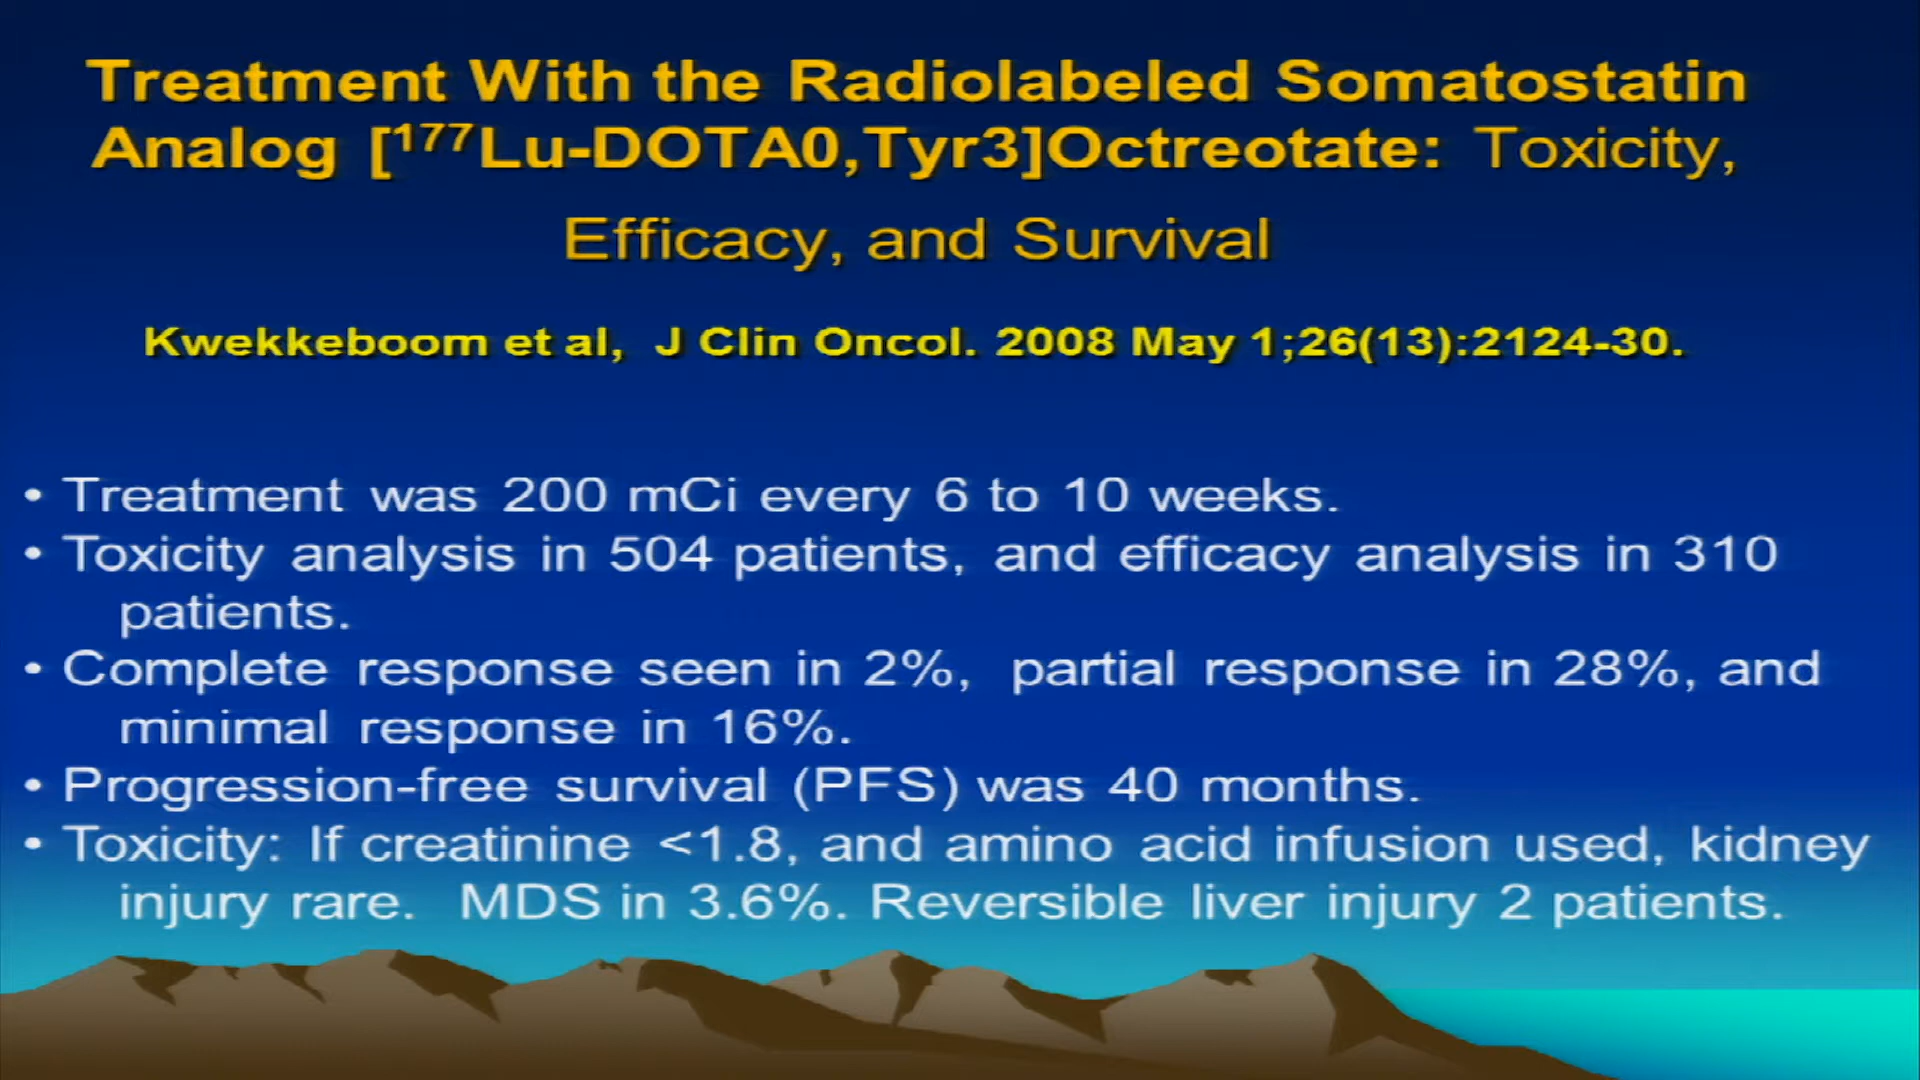 Treatment With the Radiolabeled Somatostatin
Analog [¹⁷⁷Lu-DOTA0,Tyr3]Octreotate: Toxicity,
Efficacy, and Survival
Kwekkeboom et al, J Clin Oncol. 2008 May 1;26(13):2124-30.
• Treatment was 200 mCi every 6 to 10 weeks.
• Toxicity analysis in 504 patients, and efficacy analysis in 310
patients.
• Complete response seen in 2%, partial response in 28%, and
minimal response in 16%.
• Progression-free survival (PFS) was 40 months.
• Toxicity: If creatinine <1.8, and amino acid infusion used, kidney
injury rare. MDS in 3.6%. Reversible liver injury 2 patients.